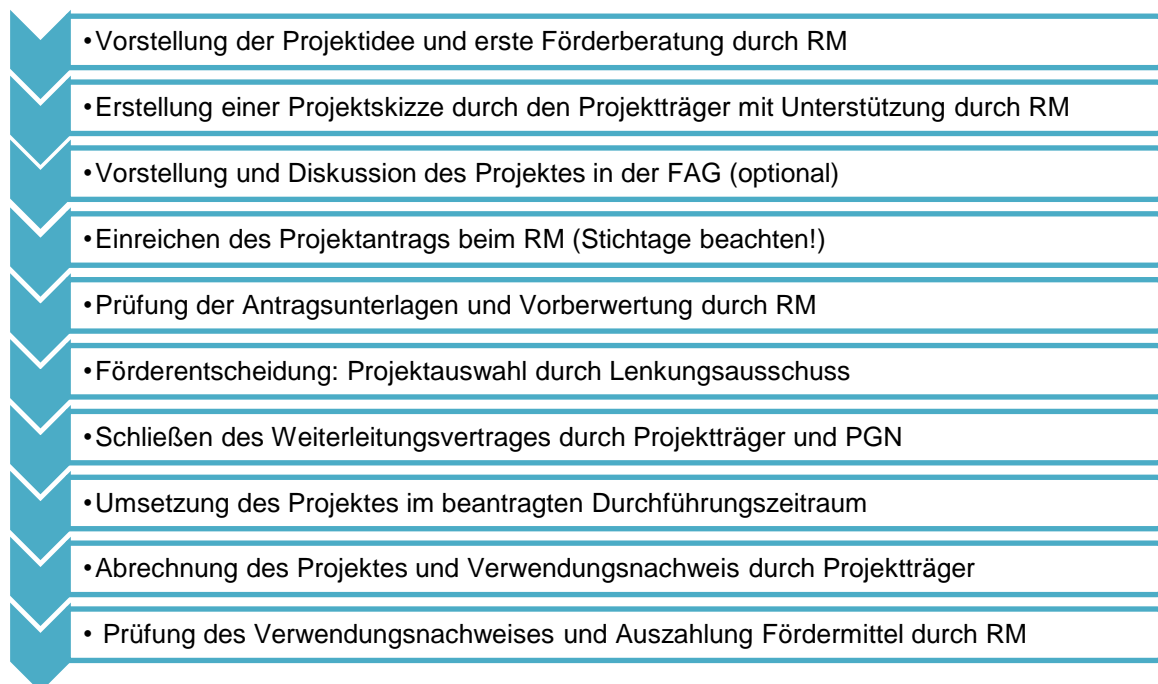 •Vorstellung der Projektidee und erste Förderberatung durch RM
•Erstellung einer Projektskizze durch den Projektträger mit Unterstützung durch RM
•Vorstellung und Diskussion des Projektes in der FAG (optional)
•Einreichen des Projektantrags beim RM (Stichtage beachten!)
•Prüfung der Antragsunterlagen und Vorberwertung durch RM
•Förderentscheidung: Projektauswahl durch Lenkungsausschuss
•Schließen des Weiterleitungsvertrages durch Projektträger und PGN
•Umsetzung des Projektes im beantragten Durchführungszeitraum
•Abrechnung des Projektes und Verwendungsnachweis durch Projektträger
• Prüfung des Verwendungsnachweises und Auszahlung Fördermittel durch RM